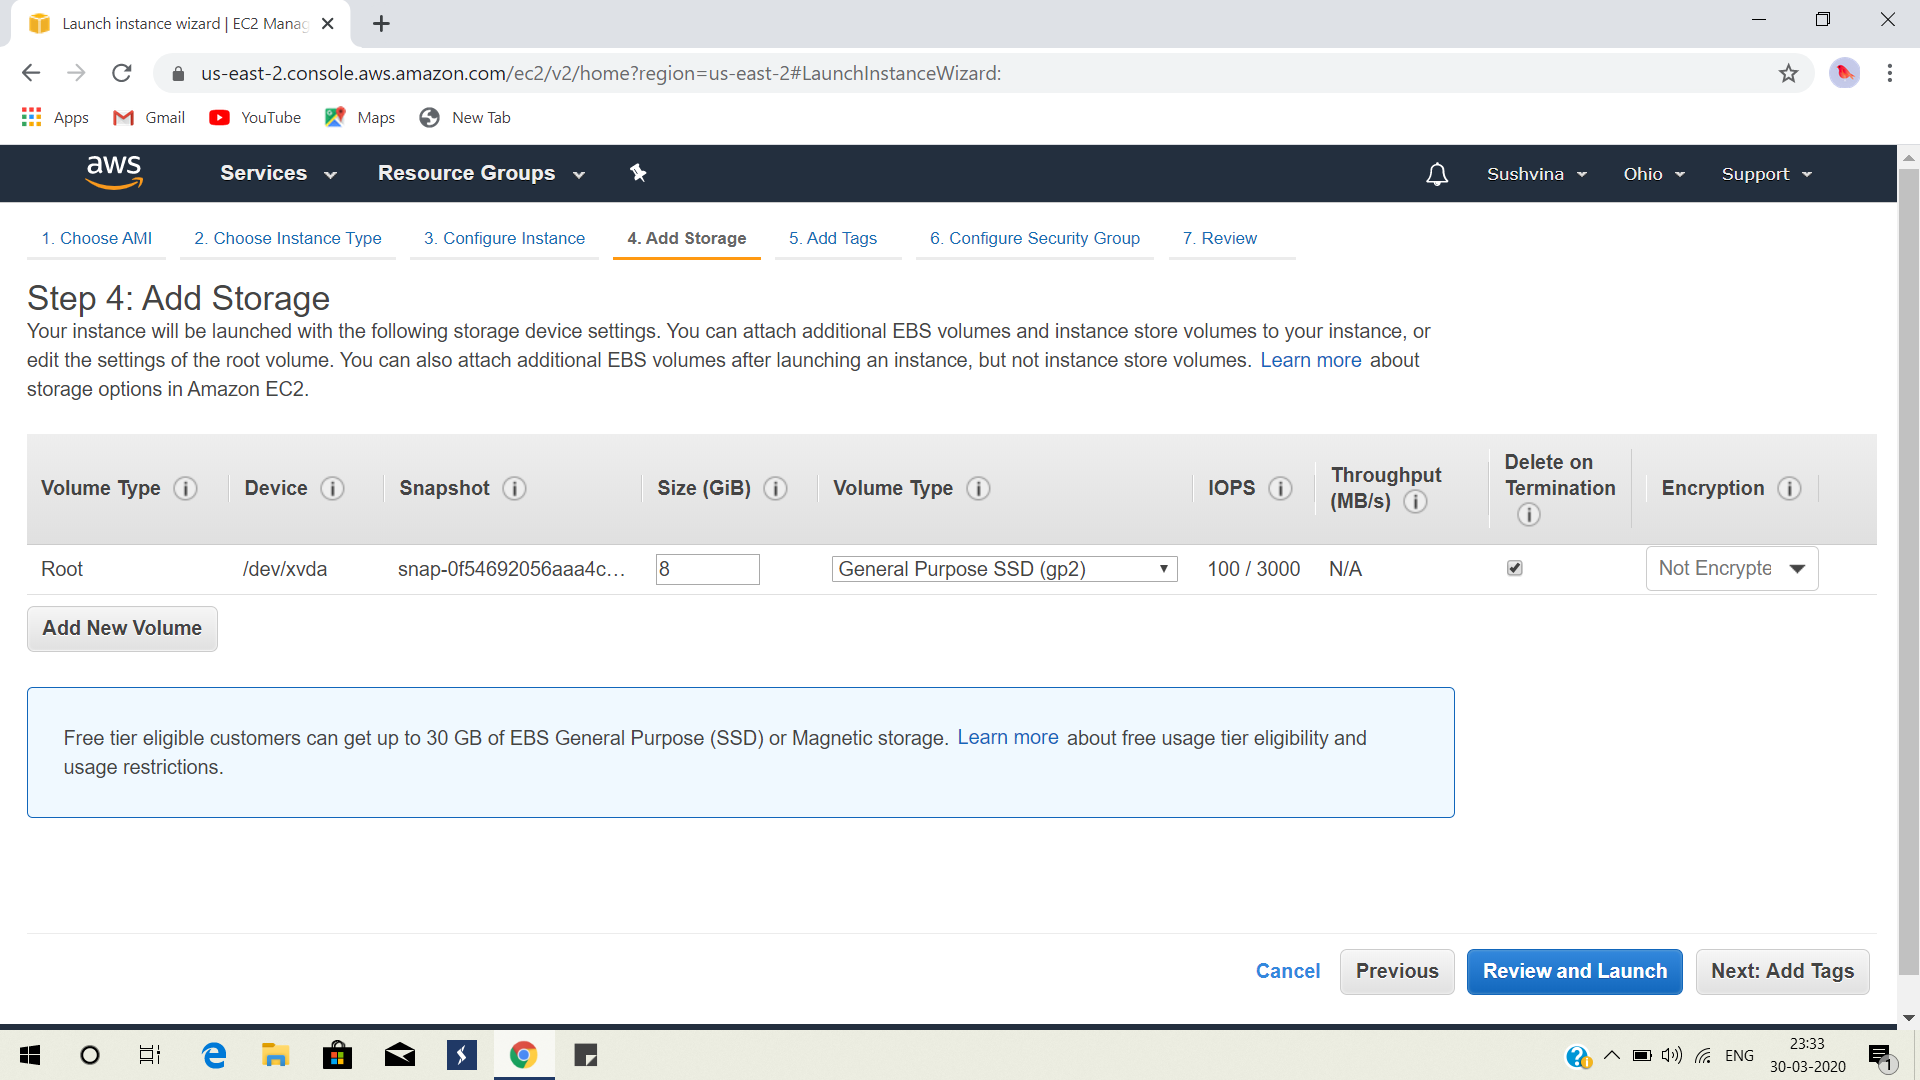 Launch instance wizard | EC2 Manag
us-east-2.console.aws.amazon.com/ec2/v2/home?region=us-east-2#LaunchInstanceWizard:
Apps Gmail YouTube Maps New Tab
aws Services Resource Groups Sushvina Ohio Support
1. Choose AMI 2. Choose Instance Type 3. Configure Instance 4. Add Storage 5. Add Tags 6. Configure Security Group 7. Review
Step 4: Add Storage
Your instance will be launched with the following storage device settings. You can attach additional EBS volumes and instance store volumes to your instance, or
edit the settings of the root volume. You can also attach additional EBS volumes after launching an instance, but not instance store volumes. Learn more about
storage options in Amazon EC2.
Volume Type i Device i Snapshot i Size (GiB) i Volume Type i IOPS i Throughput (MB/s) i Delete on Termination i Encryption i
Root /dev/xvda snap-0f54692056aaa4c... 8 General Purpose SSD (gp2) 100 / 3000 N/A Not Encrypte
Add New Volume
Free tier eligible customers can get up to 30 GB of EBS General Purpose (SSD) or Magnetic storage. Learn more about free usage tier eligibility and
usage restrictions.
Cancel Previous Review and Launch Next: Add Tags
ENG 23:33
30-03-2020 1